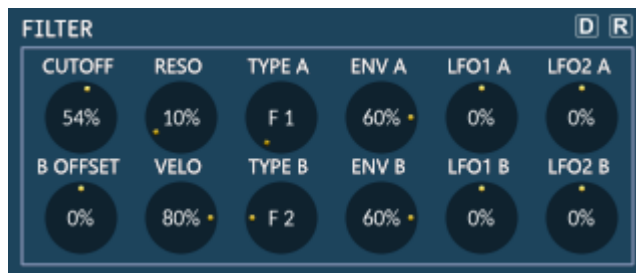 FILTER D R
CUTOFF RESO TYPE A ENV A LFO1 A LFO2 A
54% 10% F 1 60% 0% 0%
B OFFSET VELO TYPE B ENV B LFO1 B LFO2 B
0% 80% F 2 60% 0% 0%